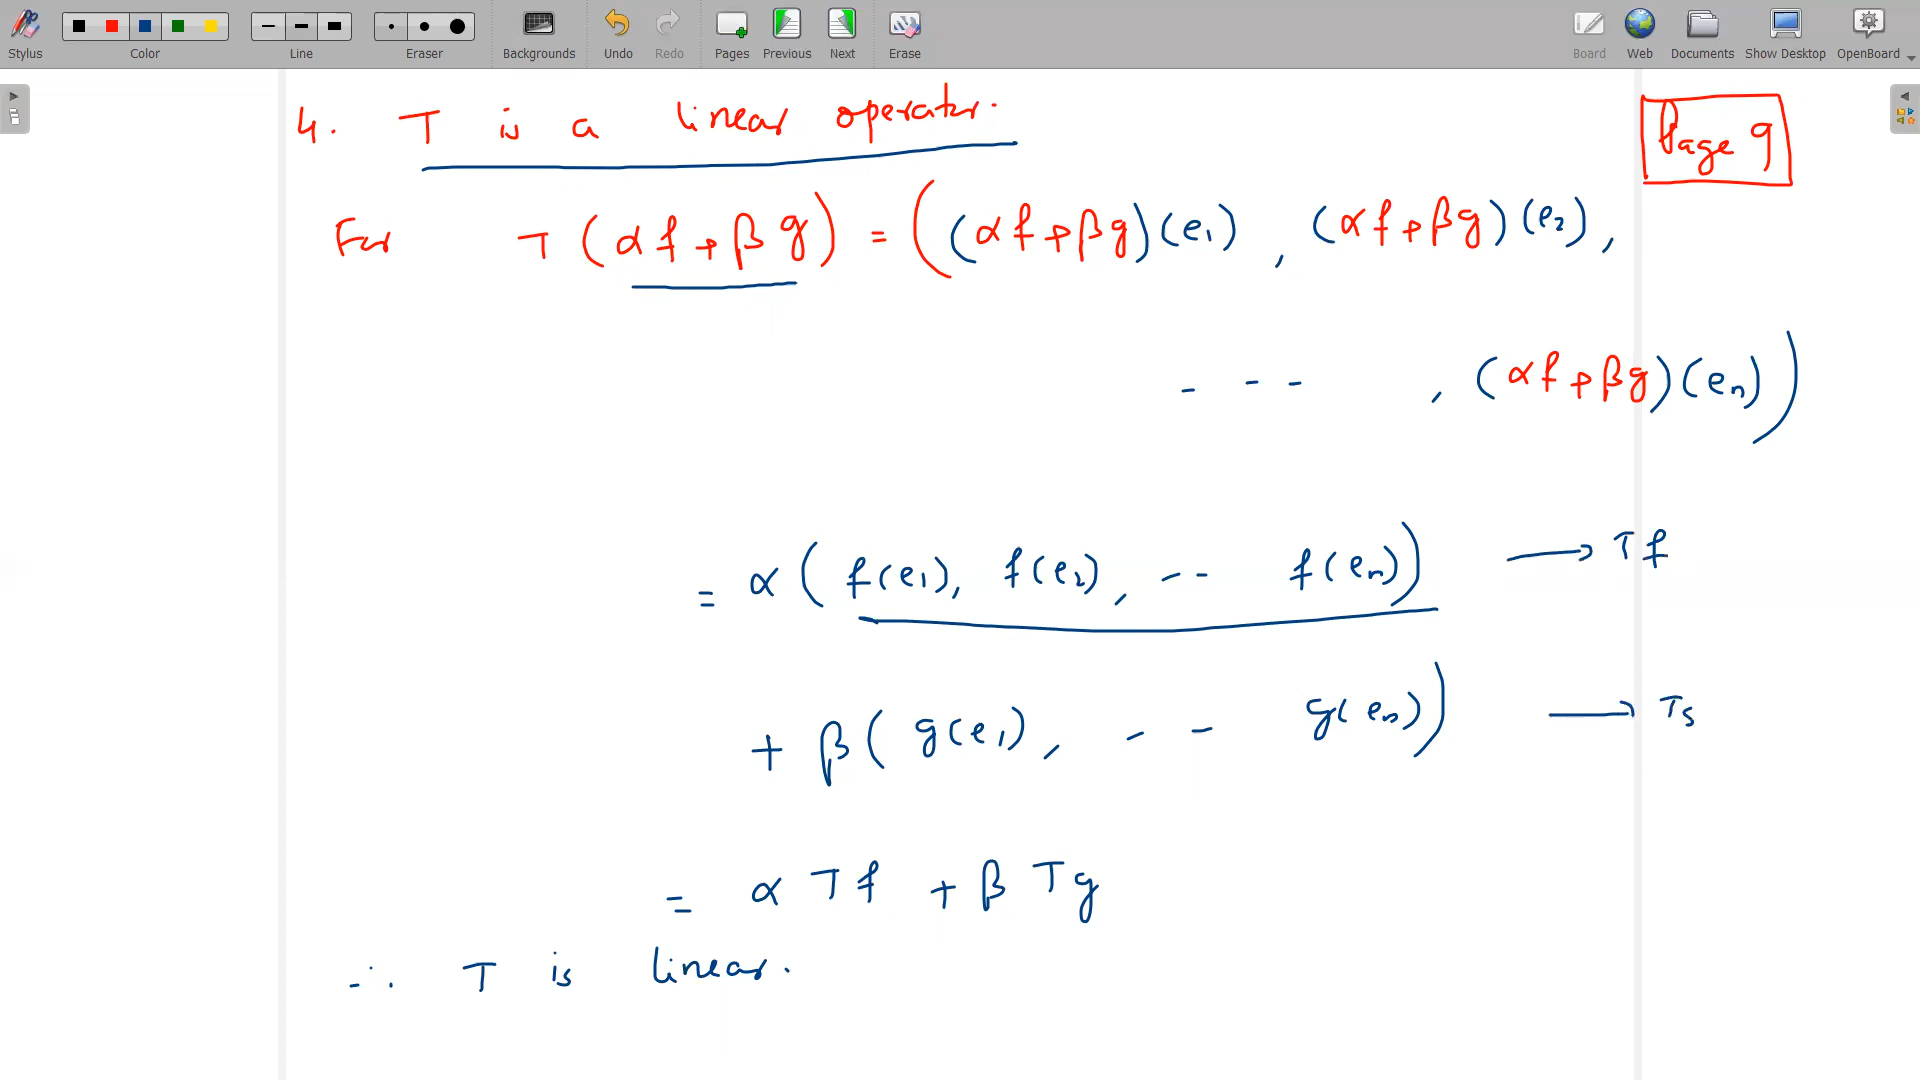 Stylus Color Line Eraser Backgrounds Undo Redo Pages Previous Next Erase Board Web Documents Show Desktop OpenBoard
4. T is a linear operator.
Page 9
For T (αf + βg) = ((αf + βg)(e₁), (αf + βg)(e₂),
- - - , (αf + βg)(eₙ))
= α (f(e₁), f(e₂), -- f(eₙ)) → Tf
+ β(g(e₁), - - g(eₙ)) → Tg
= α Tf + β Tg
∴ T is linear.